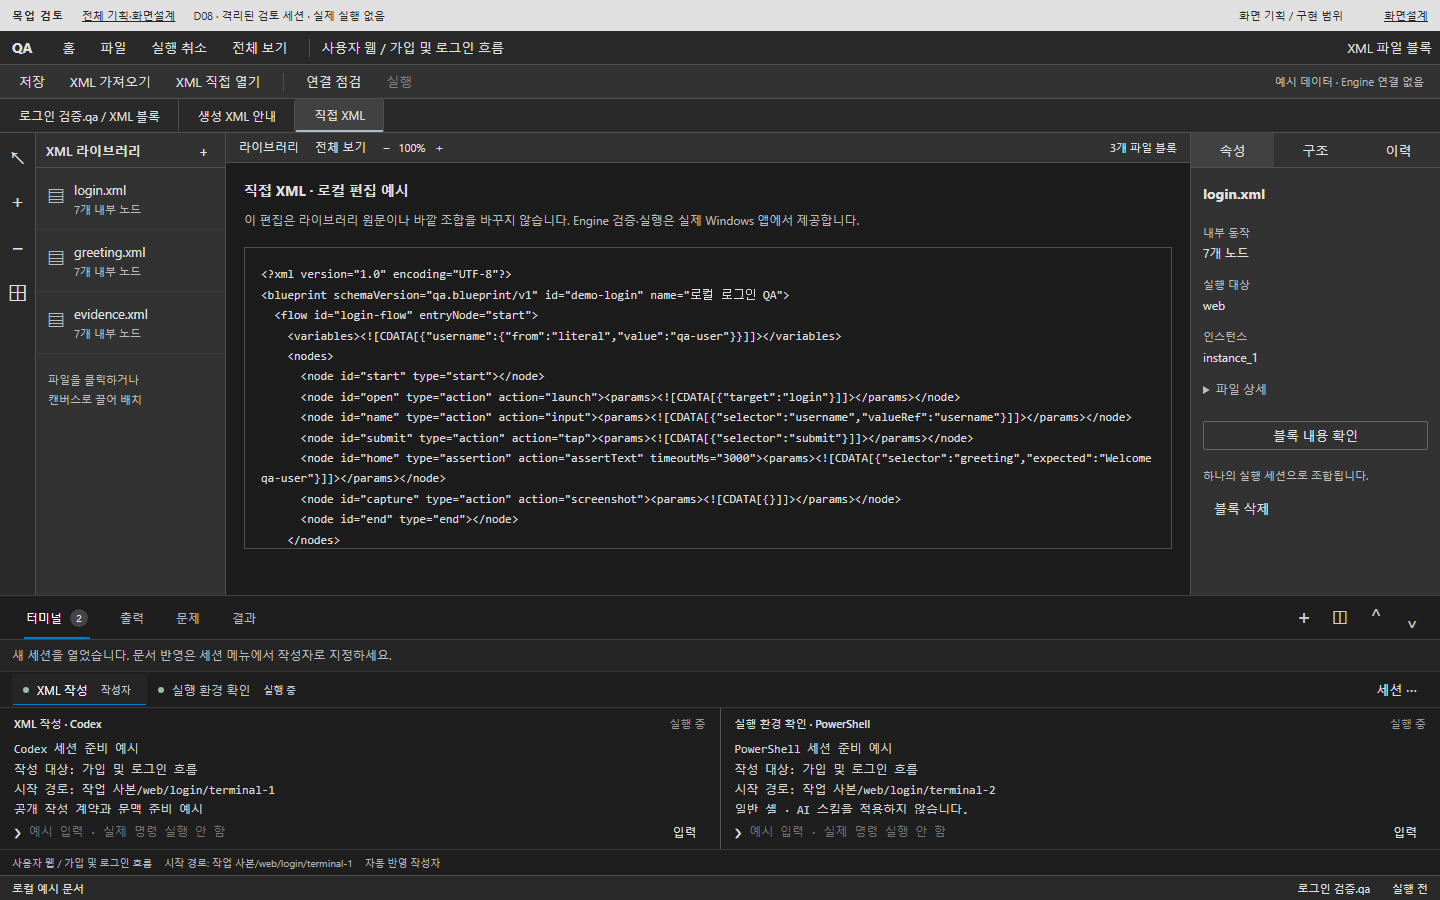 목업 검토 전체 기획·화면설계 D08 · 격리된 검토 세션 · 실제 실행 없음 화면 기획 / 구현 범위 화면설계
QA 홈 파일 실행 취소 전체 보기 사용자 웹 / 가입 및 로그인 흐름 XML 파일 블록
저장 XML 가져오기 XML 직접 열기 연결 점검 실행 예시 데이터 · Engine 연결 없음
로그인 검증.qa / XML 블록 생성 XML 안내 직접 XML
XML 라이브러리 +
login.xml
7개 내부 노드
greeting.xml
7개 내부 노드
evidence.xml
7개 내부 노드
파일을 클릭하거나
캔버스로 끌어 배치
라이브러리 전체 보기 − 100% + 3개 파일 블록
직접 XML · 로컬 편집 예시
이 편집은 라이브러리 원문이나 바깥 조합을 바꾸지 않습니다. Engine 검증·실행은 실제 Windows 앱에서 제공합니다.
<?xml version="1.0" encoding="UTF-8"?>
<blueprint schemaVersion="qa.blueprint/v1" id="demo-login" name="로컬 로그인 QA">
<flow id="login-flow" entryNode="start">
<variables><![CDATA[{"username":{"from":"literal","value":"qa-user"}}]]></variables>
<nodes>
<node id="start" type="start"></node>
<node id="open" type="action" action="launch"><params><![CDATA[{"target":"login"}]]></params></node>
<node id="name" type="action" action="input"><params><![CDATA[{"selector":"username","valueRef":"username"}]]></params></node>
<node id="submit" type="action" action="tap"><params><![CDATA[{"selector":"submit"}]]></params></node>
<node id="home" type="assertion" action="assertText" timeoutMs="3000"><params><![CDATA[{"selector":"greeting","expected":"Welcome
qa-user"}]]></params></node>
<node id="capture" type="action" action="screenshot"><params><![CDATA[{}]]></params></node>
<node id="end" type="end"></node>
</nodes>
속성 구조 이력
login.xml
내부 동작
7개 노드
실행 대상
web
인스턴스
instance_1
▶ 파일 상세
블록 내용 확인
하나의 실행 세션으로 조합됩니다.
블록 삭제
터미널 2 출력 문제 결과
새 세션을 열었습니다. 문서 반영은 세션 메뉴에서 작성자로 지정하세요.
XML 작성 작성자 실행 환경 확인 실행 중 세션 ···
XML 작성 · Codex 실행 중
Codex 세션 준비 예시
작성 대상: 가입 및 로그인 흐름
시작 경로: 작업 사본/web/login/terminal-1
공개 작성 계약과 문맥 준비 예시
❯ 예시 입력 · 실제 명령 실행 안 함 입력
실행 환경 확인 · PowerShell 실행 중
PowerShell 세션 준비 예시
작성 대상: 가입 및 로그인 흐름
시작 경로: 작업 사본/web/login/terminal-2
일반 셸 · AI 스킬을 적용하지 않습니다.
❯ 예시 입력 · 실제 명령 실행 안 함 입력
사용자 웹 / 가입 및 로그인 흐름 시작 경로: 작업 사본/web/login/terminal-1 자동 반영 작성자
로컬 예시 문서 로그인 검증.qa 실행 전